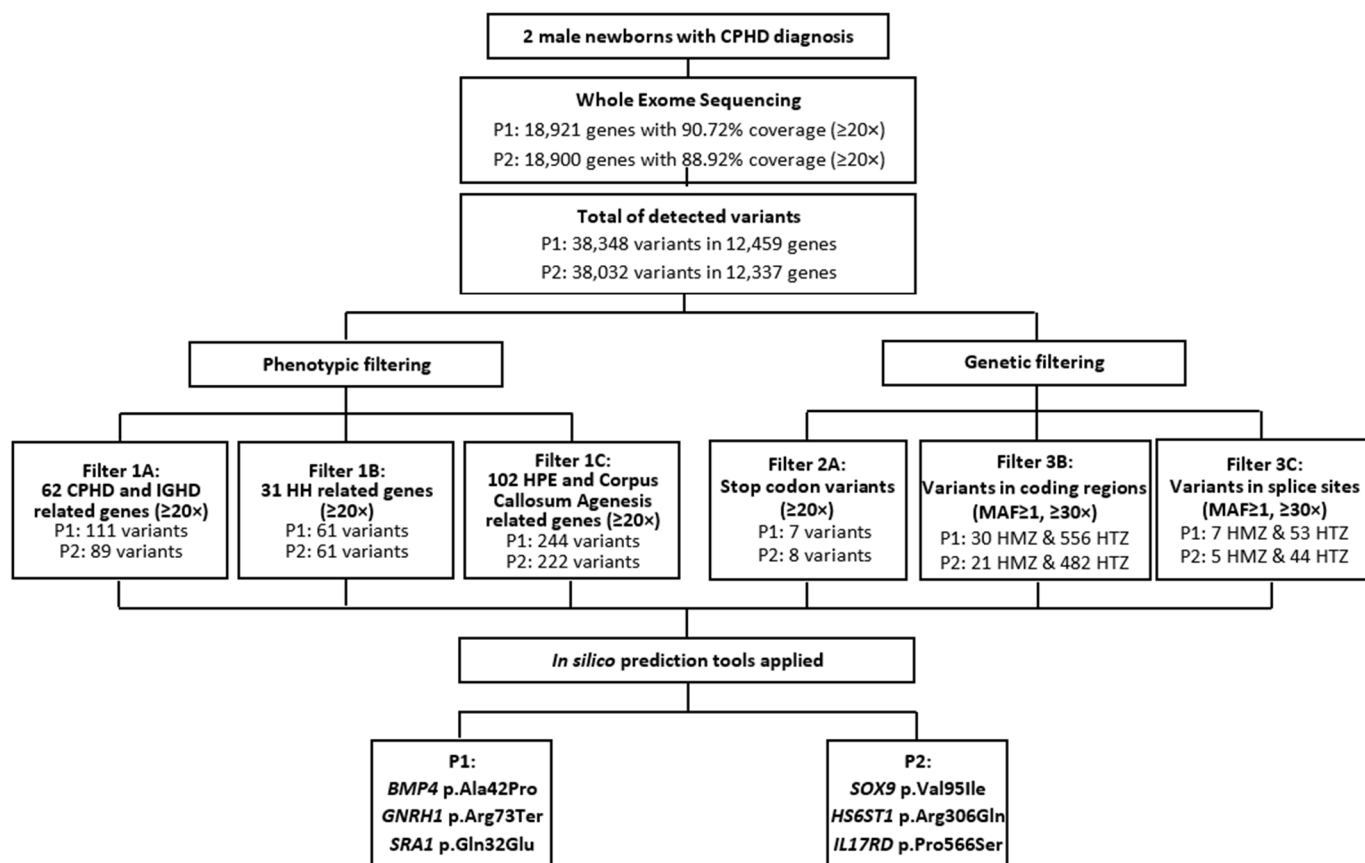 2 male newborns with CPHD diagnosis
Whole Exome Sequencing
P1: 18,921 genes with 90.72% coverage (≥20×)
P2: 18,900 genes with 88.92% coverage (≥20×)
Total of detected variants
P1: 38,348 variants in 12,459 genes
P2: 38,032 variants in 12,337 genes
Phenotypic filtering
Genetic filtering
Filter 1A:
62 CPHD and IGHD
related genes (≥20×)
P1: 111 variants
P2: 89 variants
Filter 1B:
31 HH related genes
(≥20×)
P1: 61 variants
P2: 61 variants
Filter 1C:
102 HPE and Corpus
Callosum Agenesis
related genes (≥20×)
P1: 244 variants
P2: 222 variants
Filter 2A:
Stop codon variants
(≥20×)
P1: 7 variants
P2: 8 variants
Filter 3B:
Variants in coding regions
(MAF≥1, ≥30×)
P1: 30 HMZ & 556 HTZ
P2: 21 HMZ & 482 HTZ
Filter 3C:
Variants in splice sites
(MAF≥1, ≥30×)
P1: 7 HMZ & 53 HTZ
P2: 5 HMZ & 44 HTZ
In silico prediction tools applied
P1:
BMP4 p.Ala42Pro
GNRH1 p.Arg73Ter
SRA1 p.Gln32Glu
P2:
SOX9 p.Val95Ile
HS6ST1 p.Arg306Gln
IL17RD p.Pro566Ser